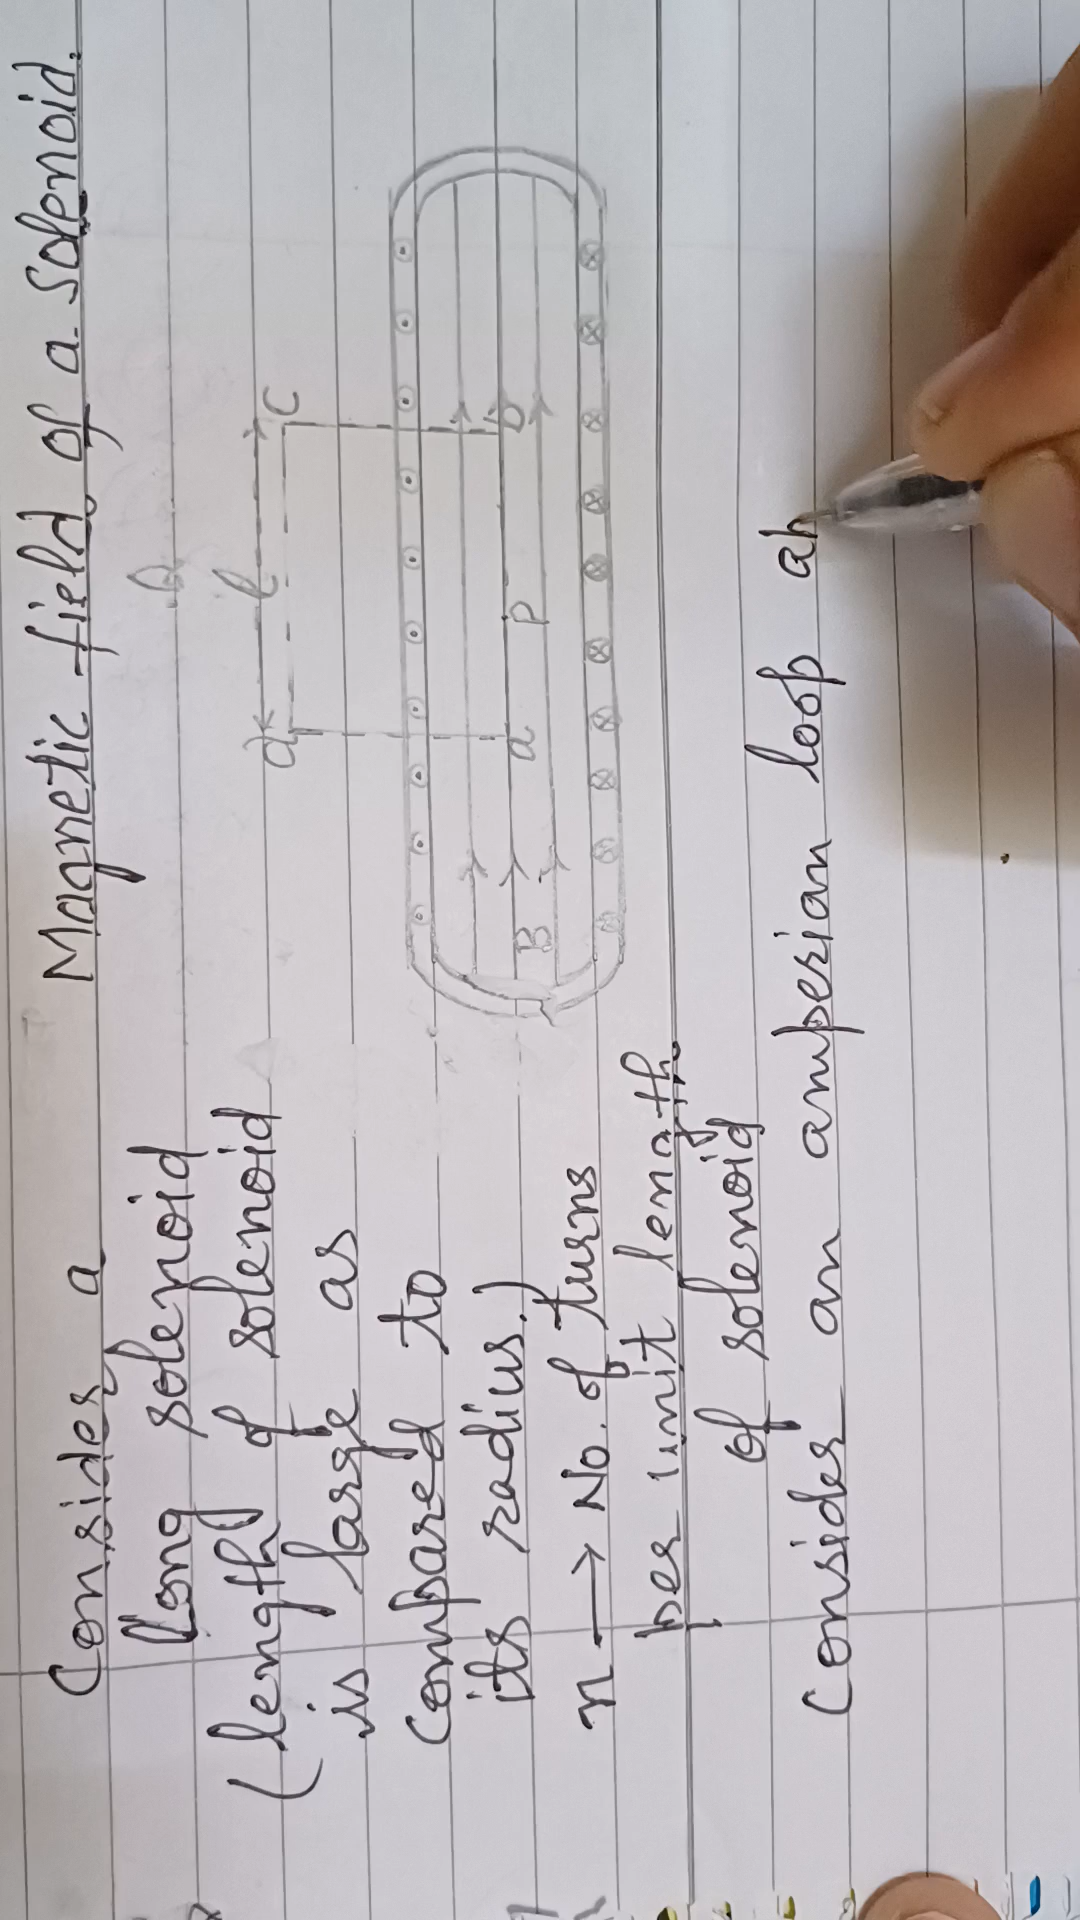 Magnetic field of a solenoid.
Consider a
long solenoid
(length of solenoid
is large as
compared to
its radius.)
n → No. of turns
per unit length
of solenoid
d l c
a P b
B
Consider an amperian loop ab